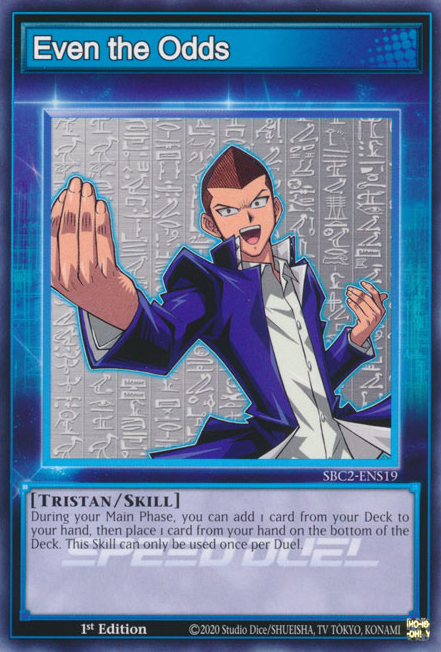 Even the Odds
SBC2-ENS19
[TRISTAN/SKILL]
During your Main Phase, you can add 1 card from your Deck to
your hand, then place 1 card from your hand on the bottom of the
Deck. This Skill can only be used once per Duel.
SPEED DUEL
1st Edition
©2020 Studio Dice/SHUEISHA, TV TOKYO, KONAMI